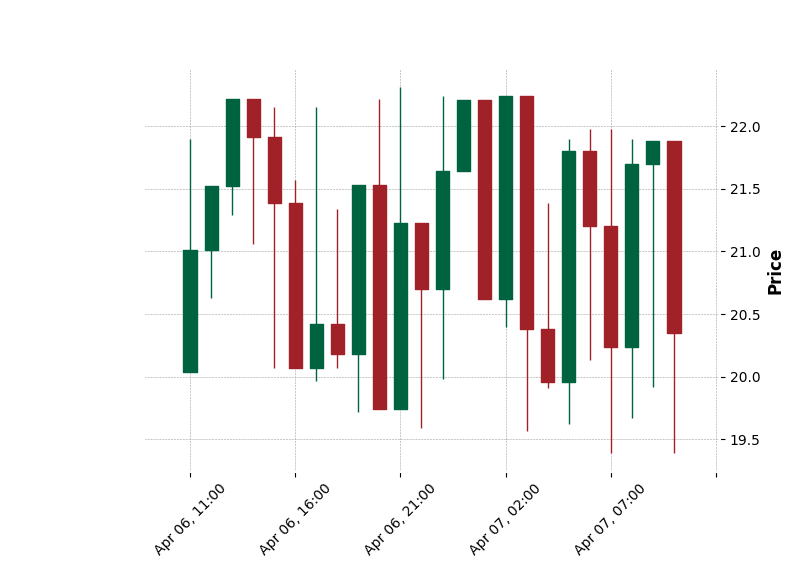 22.0
21.5
21.0
20.5
20.0
19.5
Price
Apr 06, 11:00
Apr 06, 16:00
Apr 06, 21:00
Apr 07, 02:00
Apr 07, 07:00